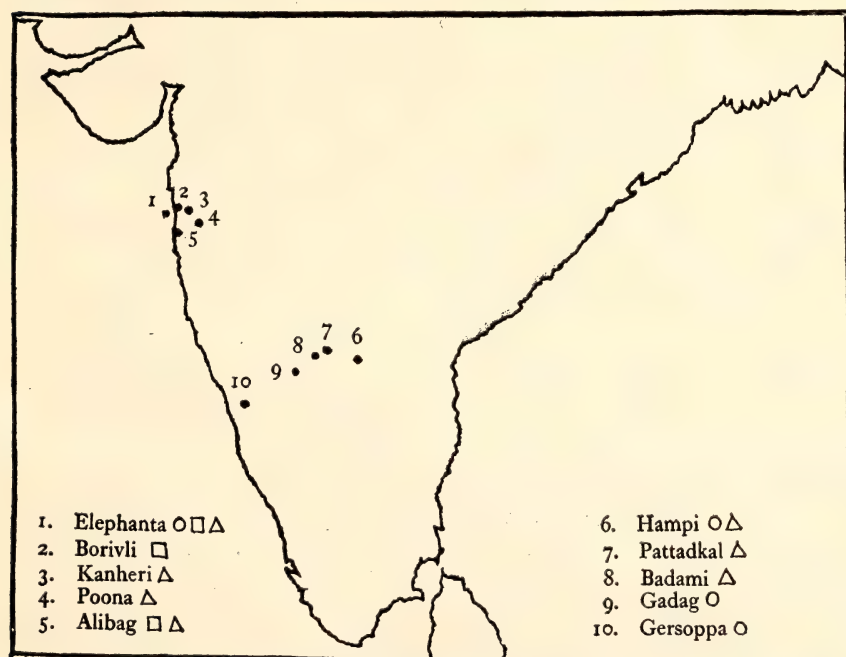 1
2
3
4
5
7
6
8
9
10
1. Elephanta ○□△
2. Borivli □
3. Kanheri △
4. Poona △
5. Alibag □△
6. Hampi ○△
7. Pattadkal △
8. Badami △
9. Gadag ○
10. Gersoppa ○